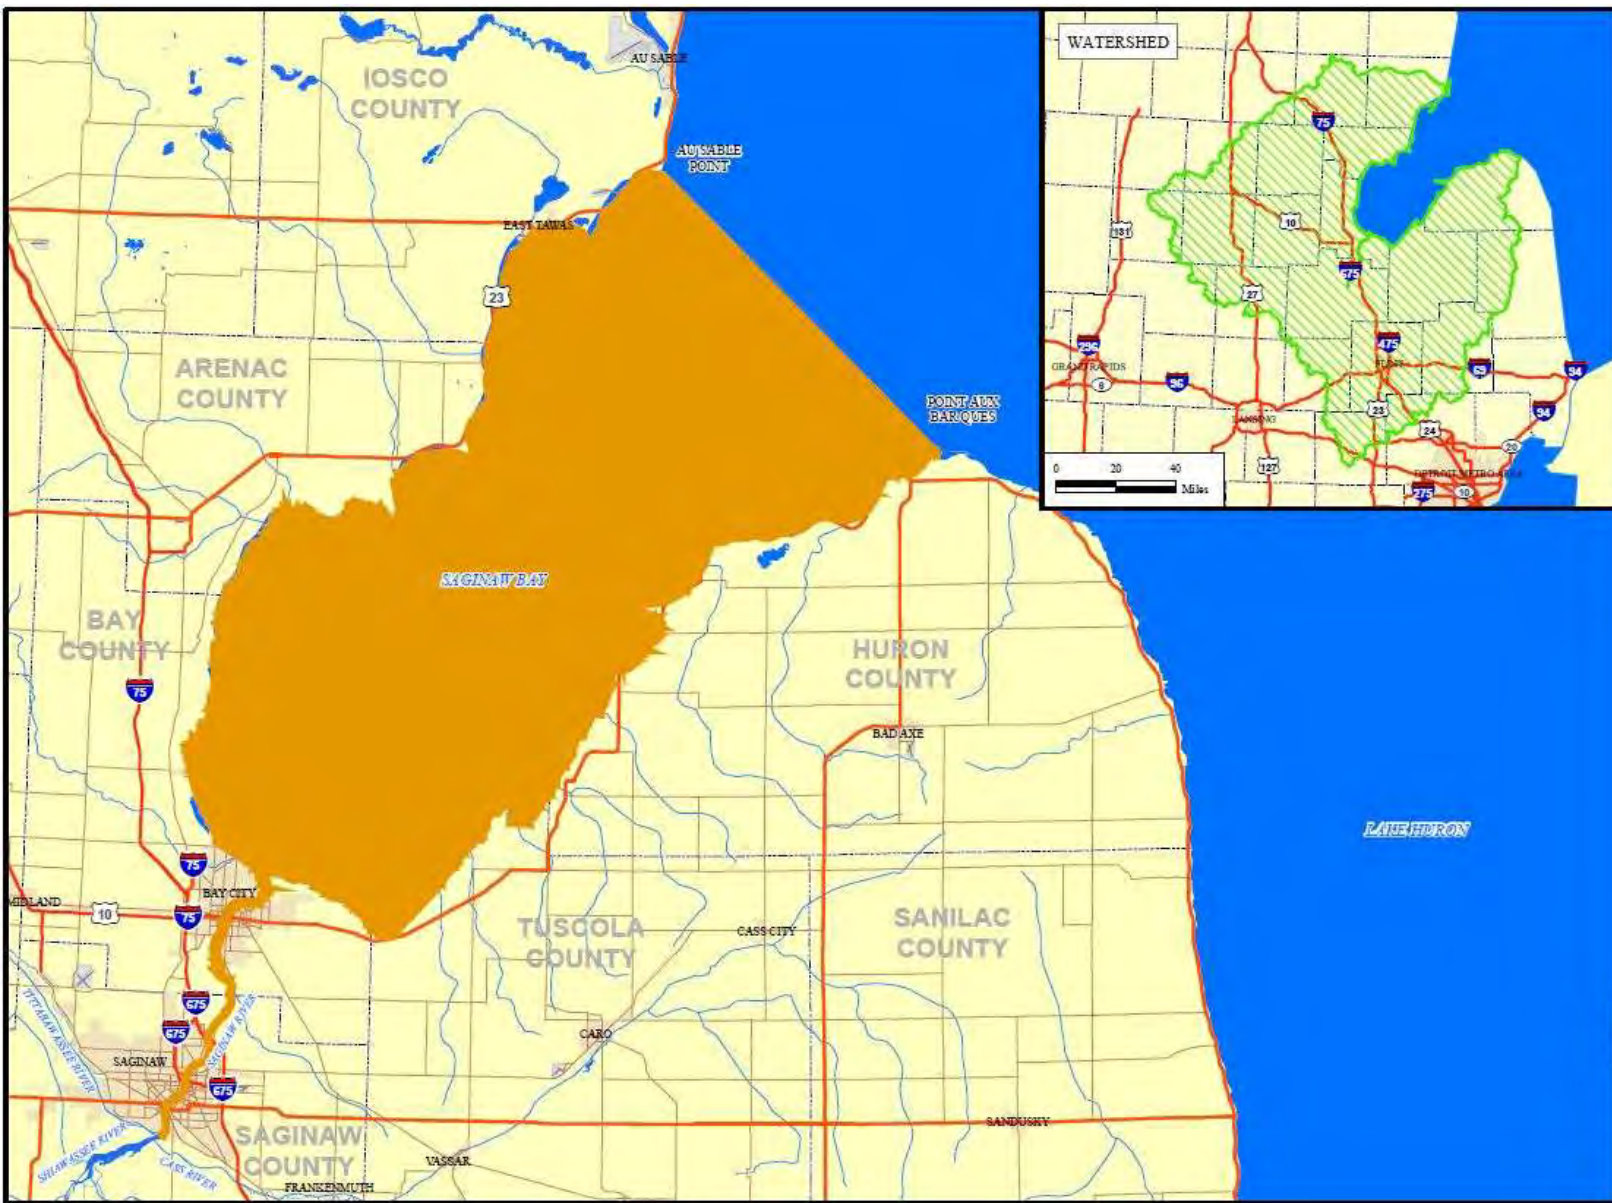 IOSCO
COUNTY
AU SABLE
AU SABLE
POINT
EAST TAWAS
23
ARENAC
COUNTY
POINT AUX
BARQUES
SAGINAW BAY
BAY
COUNTY
75
HURON
COUNTY
BAD AXE
LAKE HURON
75
BAY CITY
MIDLAND
10
75
TUSCOLA
COUNTY
CASS CITY
SANILAC
COUNTY
675
TITTABAWASSEE RIVER
SAGINAW RIVER
675
CARO
SAGINAW
675
SANDUSKY
SAGINAW
COUNTY
SHIAWASSEE RIVER
CASS RIVER
VASSAR
FRANKENMUTH
WATERSHED
75
131
10
675
27
296
GRAND RAPIDS
6
96
475
FLINT
69
94
94
LANSING
23
24
127
DETROIT METRO AREA
275
10
0 20 40
Miles